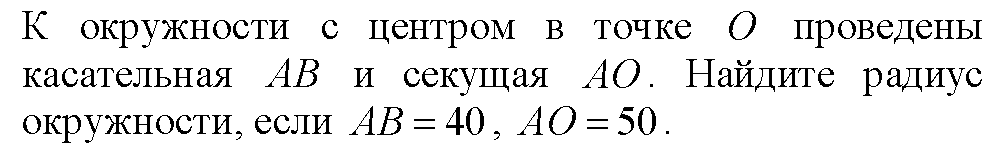 К окружности с центром в точке O проведены
касательная AB и секущая AO. Найдите радиус
окружности, если AB = 40, AO = 50.